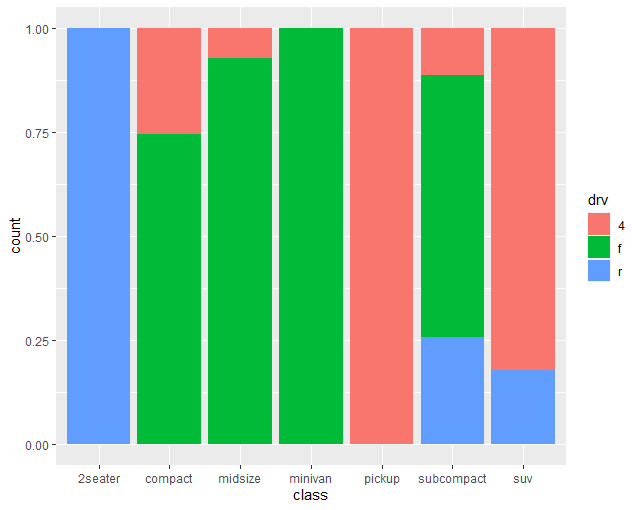 1.00
0.75
0.50
0.25
0.00
count
2seater compact midsize minivan pickup subcompact suv
class
drv
4
f
r